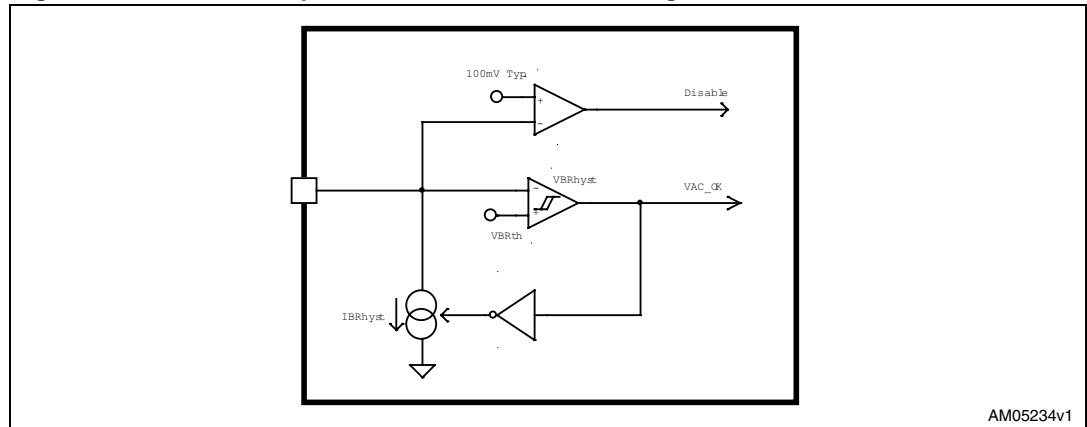 100mV Typ.
Disable
+
-
VBRhyst
VAC_OK
-
+
VBRth
IBRhyst
AM05234v1